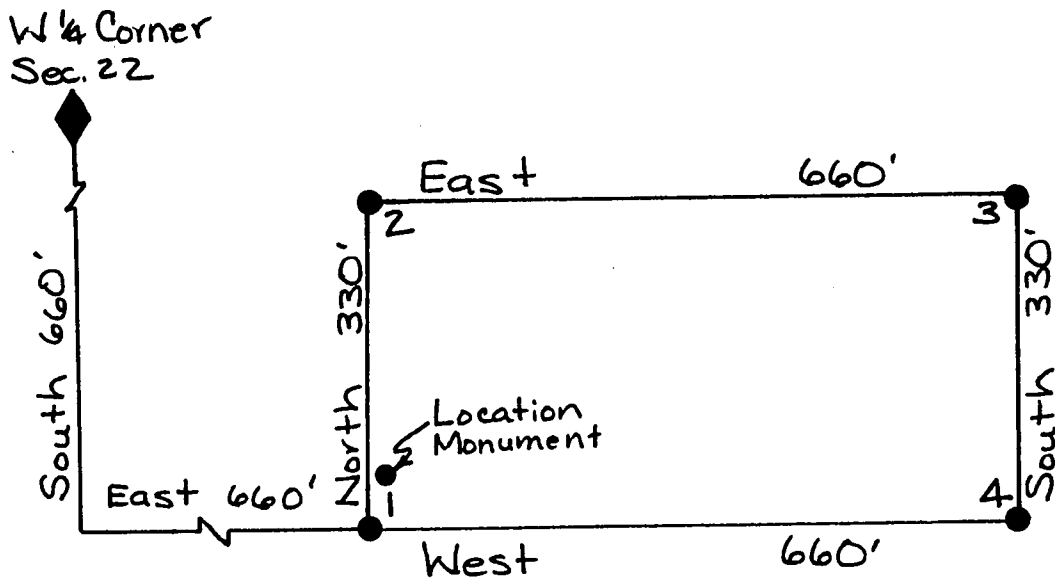 W 1/4 Corner
Sec. 22
East 660'
2
3
330'
330'
South 660'
North
South
Location
Monument
1
4
East 660'
West 660'